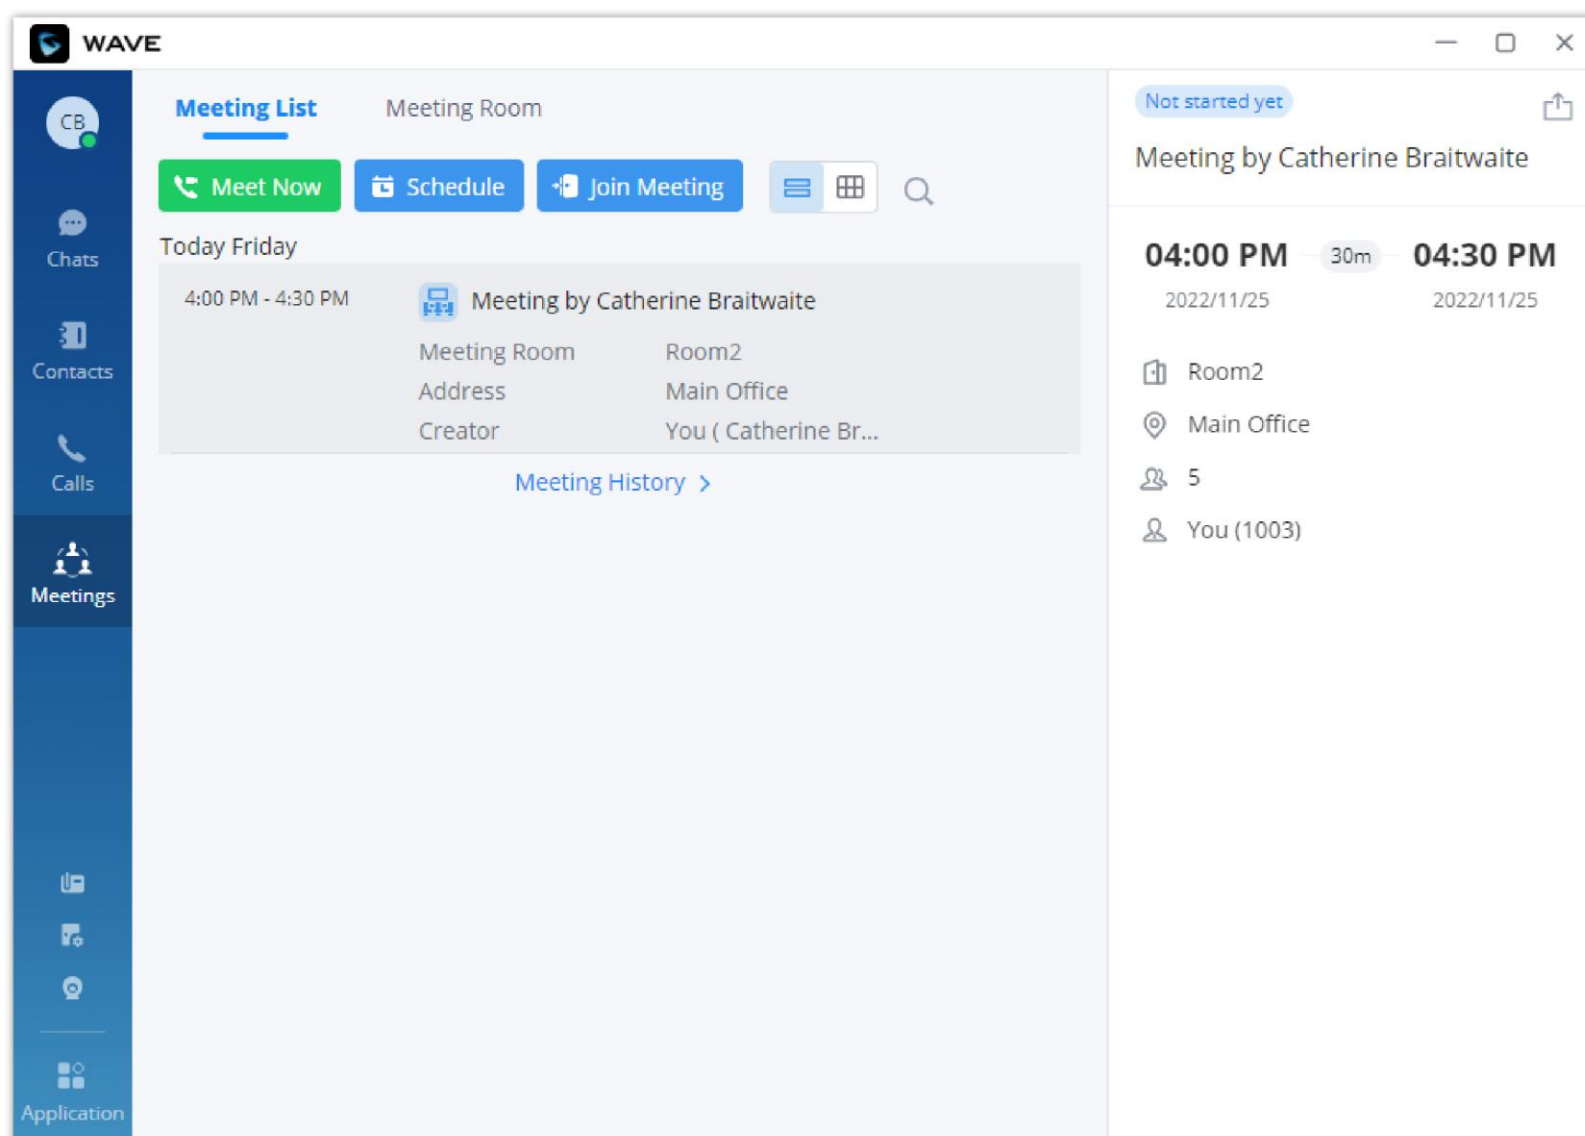 WAVE
CB
Chats
Contacts
Calls
Meetings
Application
Meeting List Meeting Room
Meet Now Schedule Join Meeting
Today Friday
4:00 PM - 4:30 PM Meeting by Catherine Braitwaite
Meeting Room Room2
Address Main Office
Creator You ( Catherine Br...
Meeting History >
Not started yet
Meeting by Catherine Braitwaite
04:00 PM 30m 04:30 PM
2022/11/25 2022/11/25
Room2
Main Office
5
You (1003)